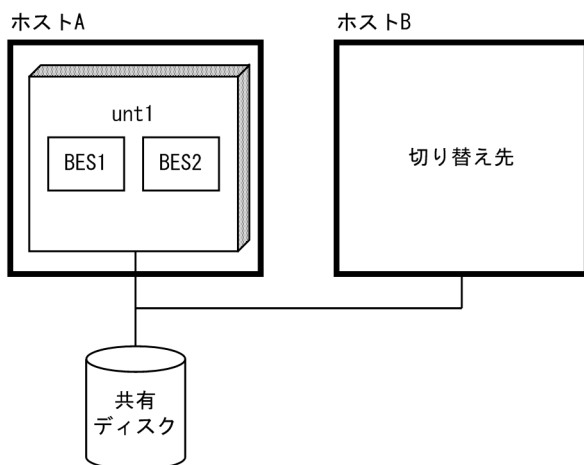 ホストA
ホストB
unt1
BES1
BES2
切り替え先
共有
ディスク